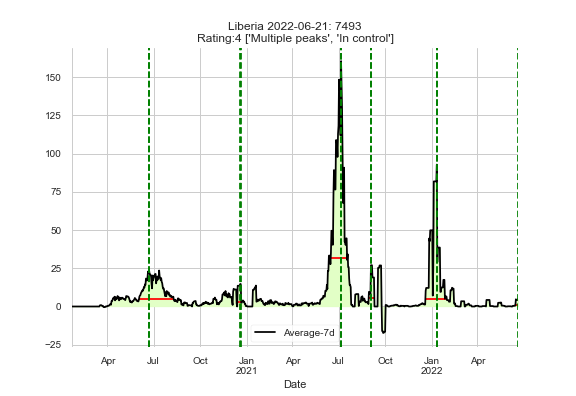 Liberia 2022-06-21: 7493
Rating:4 ['Multiple peaks', 'In control']
150
125
100
75
50
25
0
−25
Average-7d
Apr
Jul
Oct
Jan
2021
Apr
Jul
Oct
Jan
2022
Apr
Date